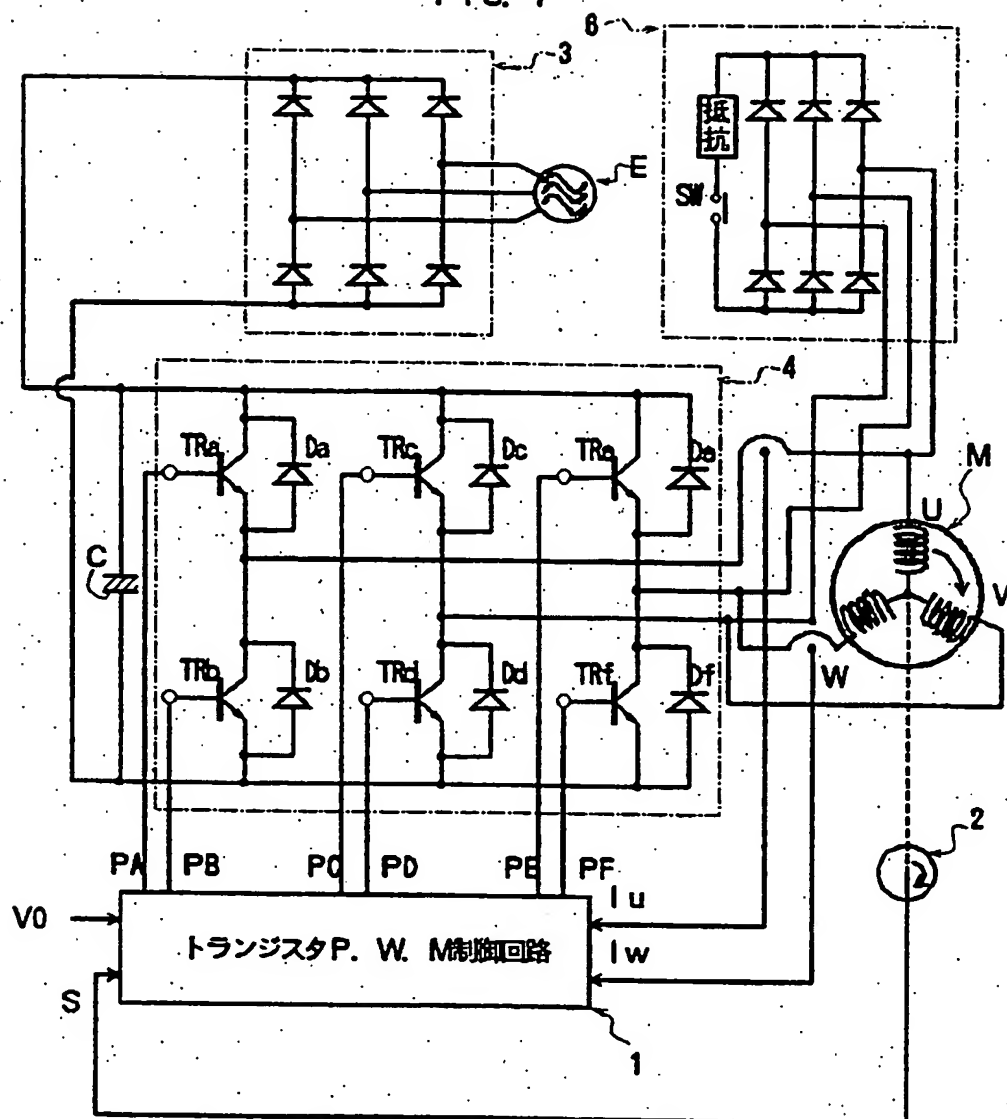 6
3
抵抗
E
SW
4
TRa
Da
TRc
Dc
TRe
De
M
U
V
C
TRb
Db
TRd
Dd
TRf
Df
W
2
PA
PB
PC
PD
PE
PF
Iu
V0
トランジスタP. W. M制御回路
Iw
S
1